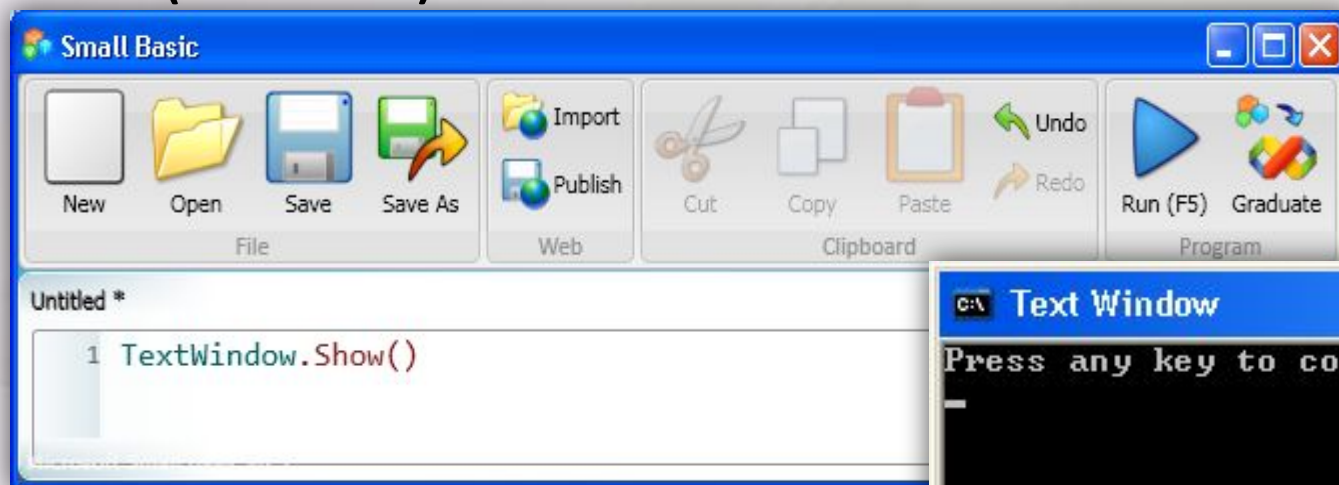 Small Basic
New
Open
Save
Save As
File
Import
Publish
Web
Cut
Copy
Paste
Undo
Redo
Clipboard
Run (F5)
Graduate
Program
Untitled *
1 TextWindow.Show()
Text Window
Press any key to co